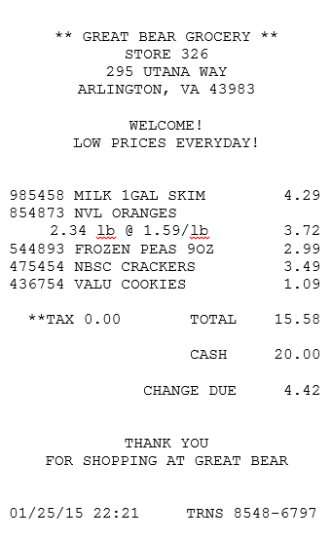 ** GREAT BEAR GROCERY **
STORE 326
295 UTANA WAY
ARLINGTON, VA 43983
WELCOME!
LOW PRICES EVERYDAY!
985458 MILK 1GAL SKIM 4.29
854873 NVL ORANGES
2.34 lb @ 1.59/lb 3.72
544893 FROZEN PEAS 9OZ 2.99
475454 NBSC CRACKERS 3.49
436754 VALU COOKIES 1.09
**TAX 0.00 TOTAL 15.58
CASH 20.00
CHANGE DUE 4.42
THANK YOU
FOR SHOPPING AT GREAT BEAR
01/25/15 22:21 TRNS 8548-6797